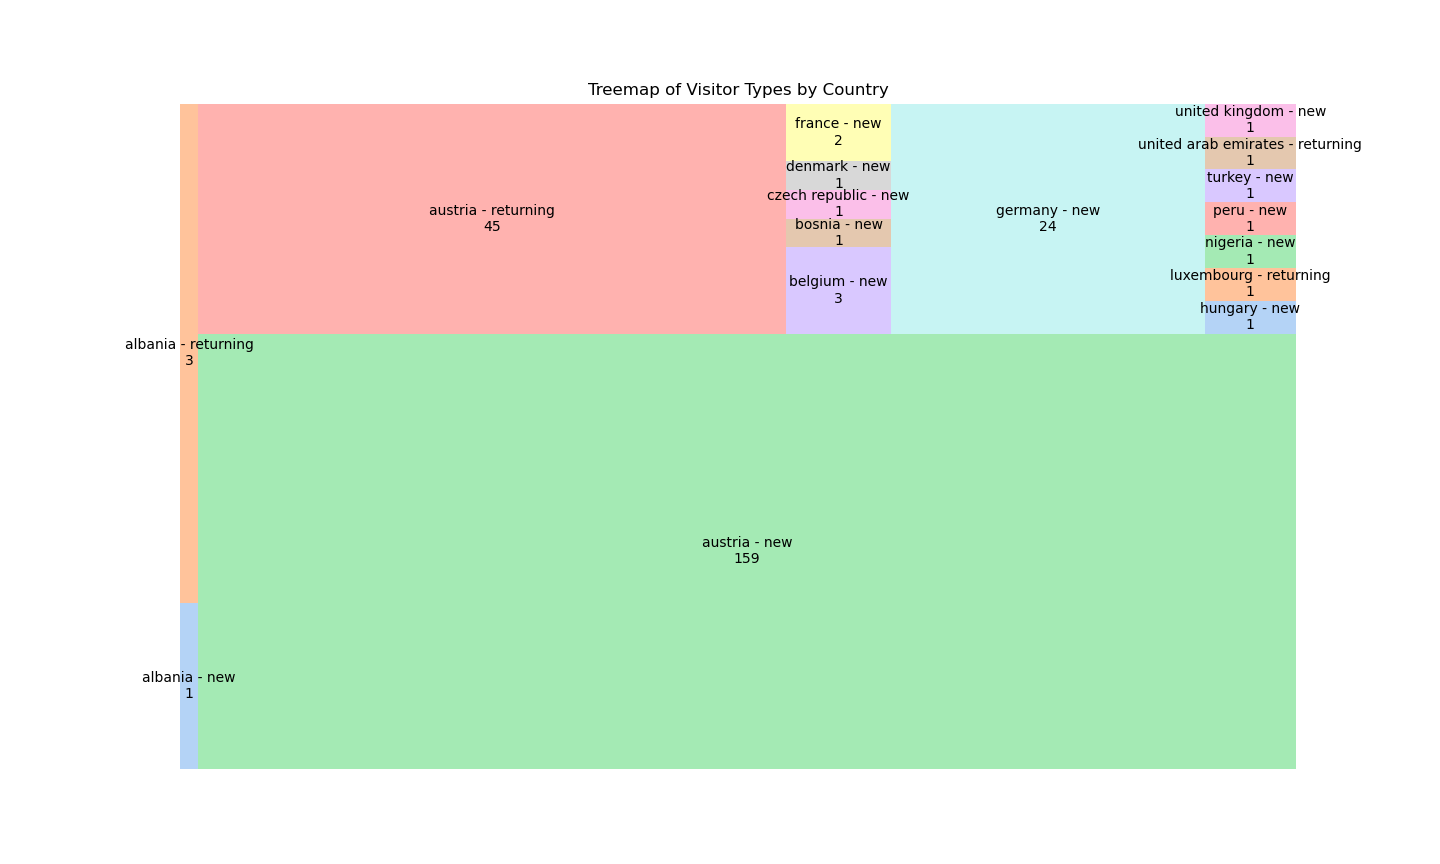 Treemap of Visitor Types by Country
albania - returning
3
albania - new
1
austria - returning
45
austria - new
159
france - new
2
denmark - new
1
czech republic - new
1
bosnia - new
1
belgium - new
3
germany - new
24
united kingdom - new
1
united arab emirates - returning
1
turkey - new
1
peru - new
1
nigeria - new
1
luxembourg - returning
1
hungary - new
1